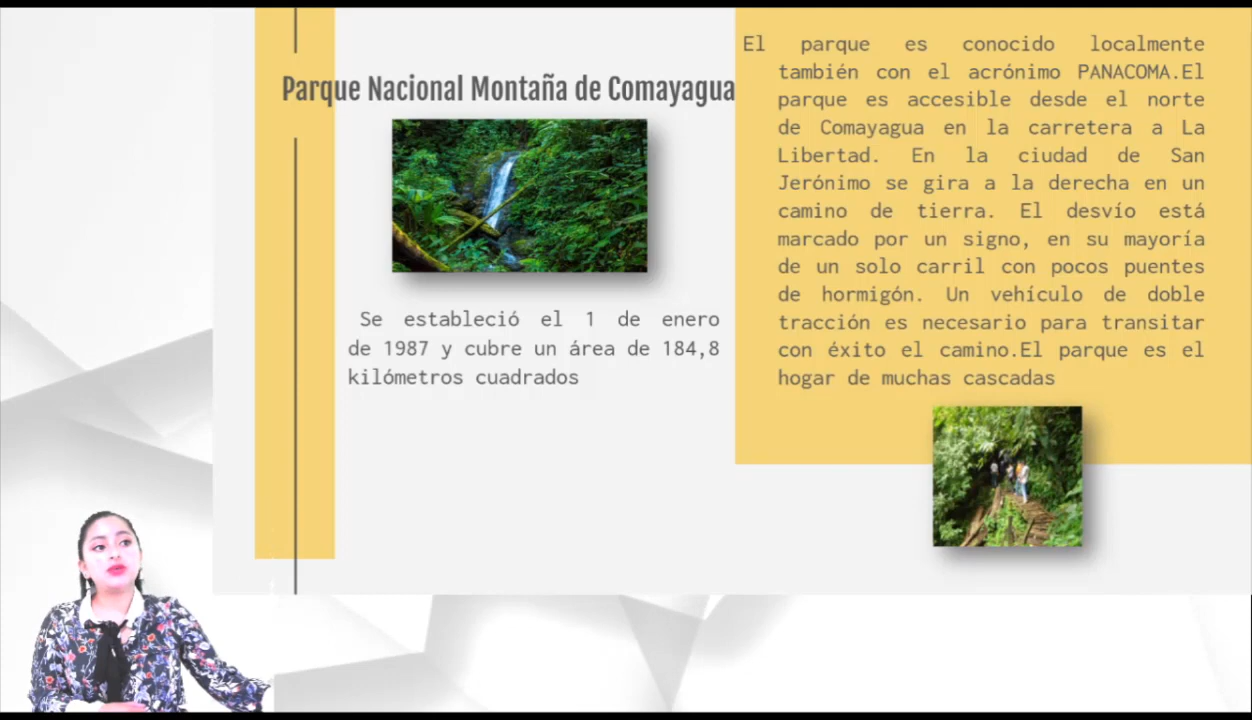 Parque Nacional Montaña de Comayagua
Se estableció el 1 de enero
de 1987 y cubre un área de 184,8
kilómetros cuadrados
El parque es conocido localmente
también con el acrónimo PANACOMA.El
parque es accesible desde el norte
de Comayagua en la carretera a La
Libertad. En la ciudad de San
Jerónimo se gira a la derecha en un
camino de tierra. El desvío está
marcado por un signo, en su mayoría
de un solo carril con pocos puentes
de hormigón. Un vehículo de doble
tracción es necesario para transitar
con éxito el camino.El parque es el
hogar de muchas cascadas